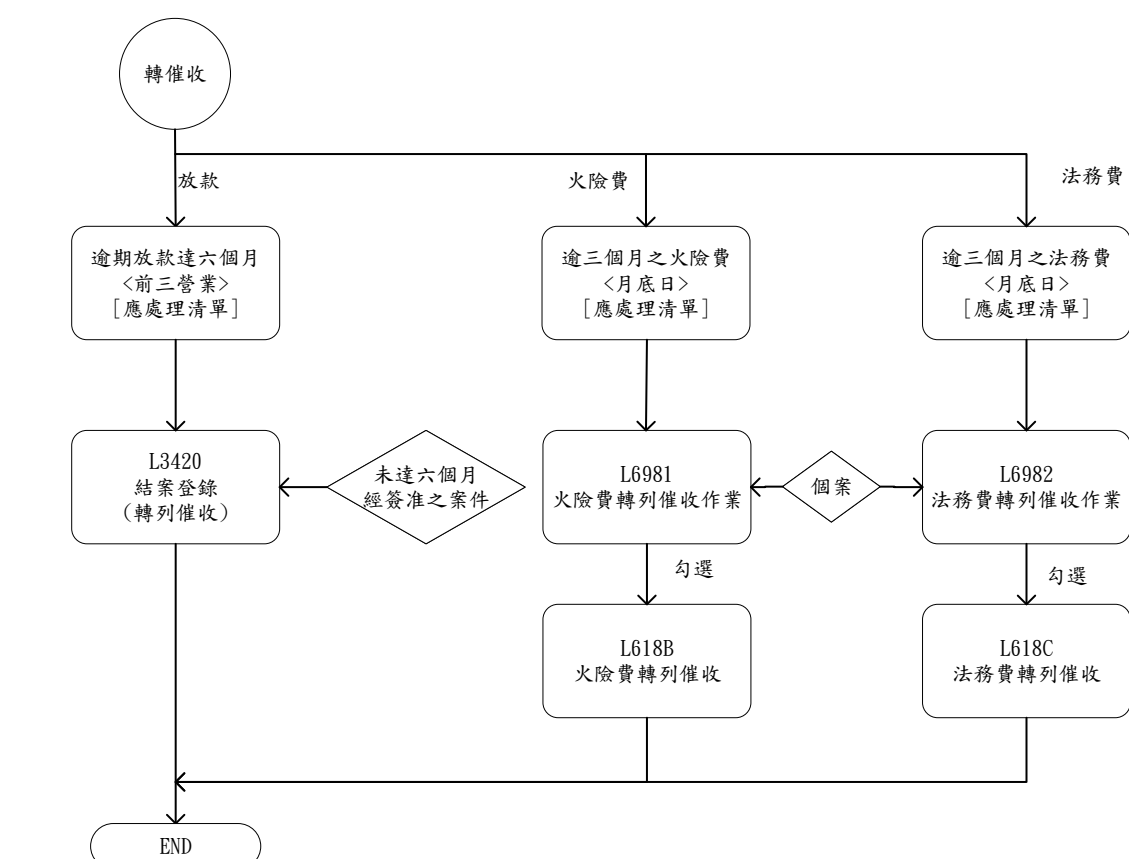 轉催收
放款
火險費
法務費
逾期放款達六個月
<前三營業>
[應處理清單]
逾三個月之火險費
<月底日>
[應處理清單]
逾三個月之法務費
<月底日>
[應處理清單]
L3420
結案登錄
(轉列催收)
未達六個月
經簽准之案件
L6981
火險費轉列催收作業
個案
L6982
法務費轉列催收作業
勾選
勾選
L618B
火險費轉列催收
L618C
法務費轉列催收
END